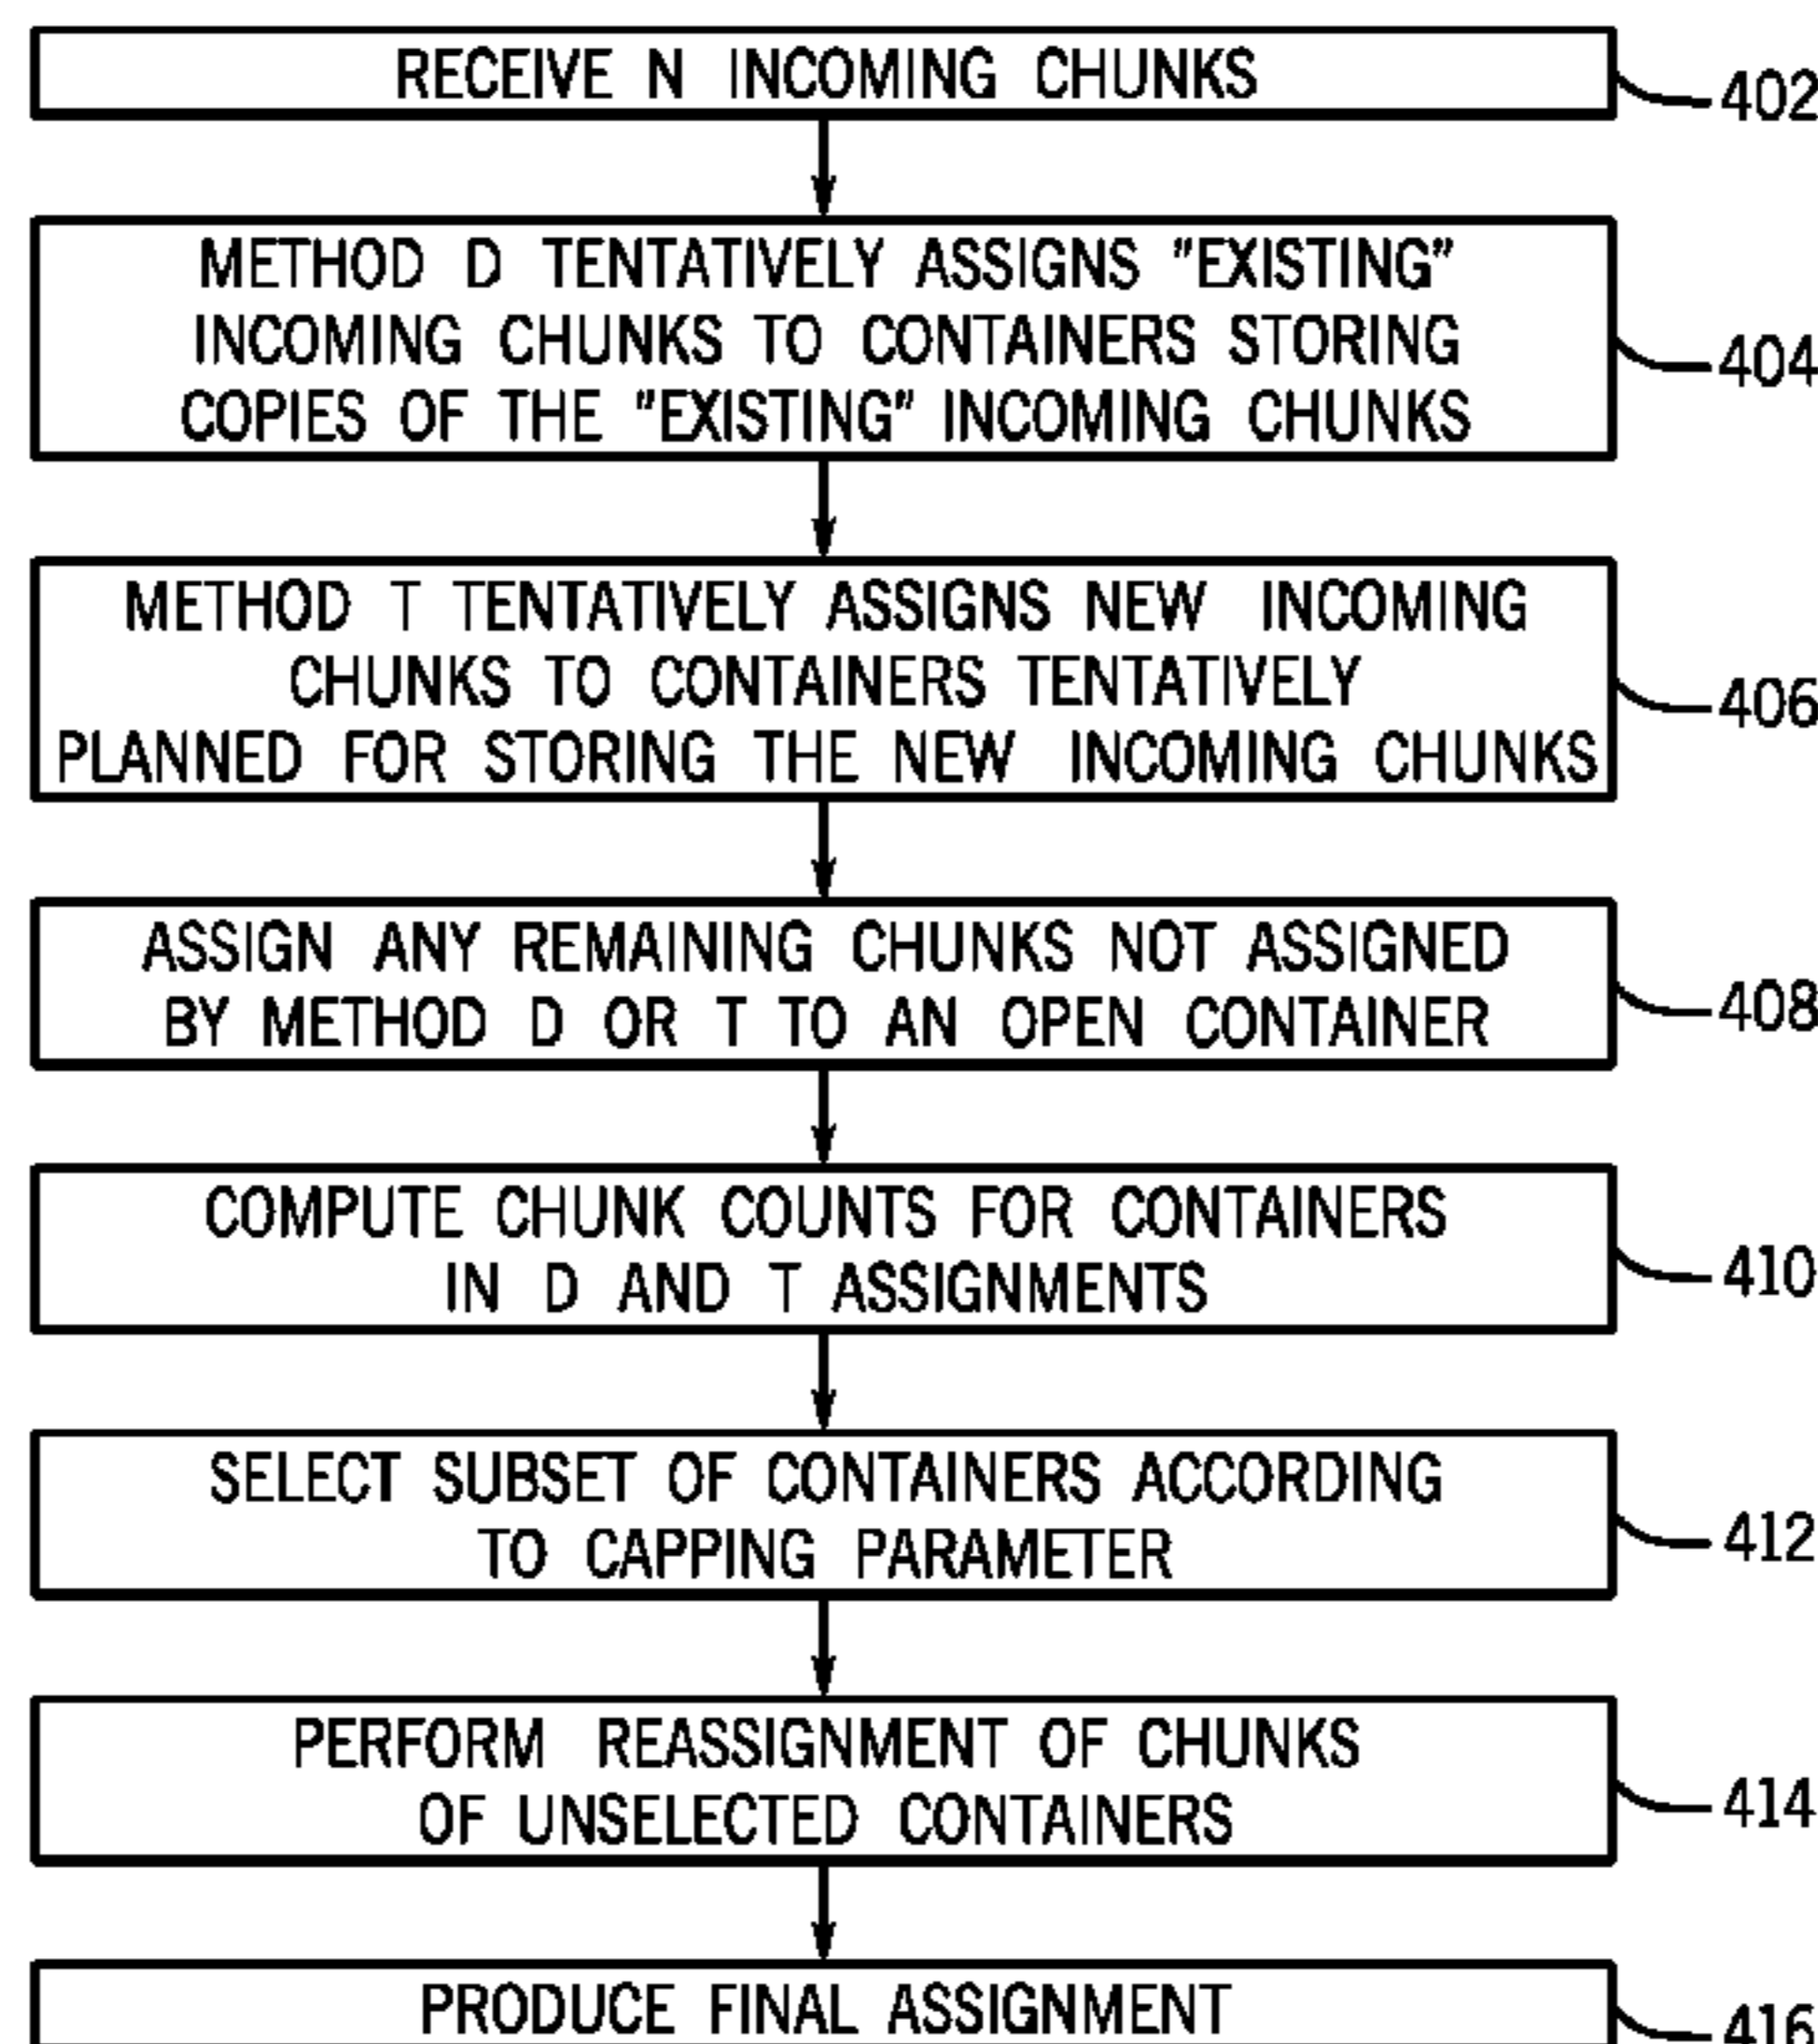 RECEIVE N INCOMING CHUNKS
402
METHOD D TENTATIVELY ASSIGNS "EXISTING"
INCOMING CHUNKS TO CONTAINERS STORING
COPIES OF THE "EXISTING" INCOMING CHUNKS
404
METHOD T TENTATIVELY ASSIGNS NEW INCOMING
CHUNKS TO CONTAINERS TENTATIVELY
PLANNED FOR STORING THE NEW INCOMING CHUNKS
406
ASSIGN ANY REMAINING CHUNKS NOT ASSIGNED
BY METHOD D OR T TO AN OPEN CONTAINER
408
COMPUTE CHUNK COUNTS FOR CONTAINERS
IN D AND T ASSIGNMENTS
410
SELECT SUBSET OF CONTAINERS ACCORDING
TO CAPPING PARAMETER
412
PERFORM REASSIGNMENT OF CHUNKS
OF UNSELECTED CONTAINERS
414
PRODUCE FINAL ASSIGNMENT
416